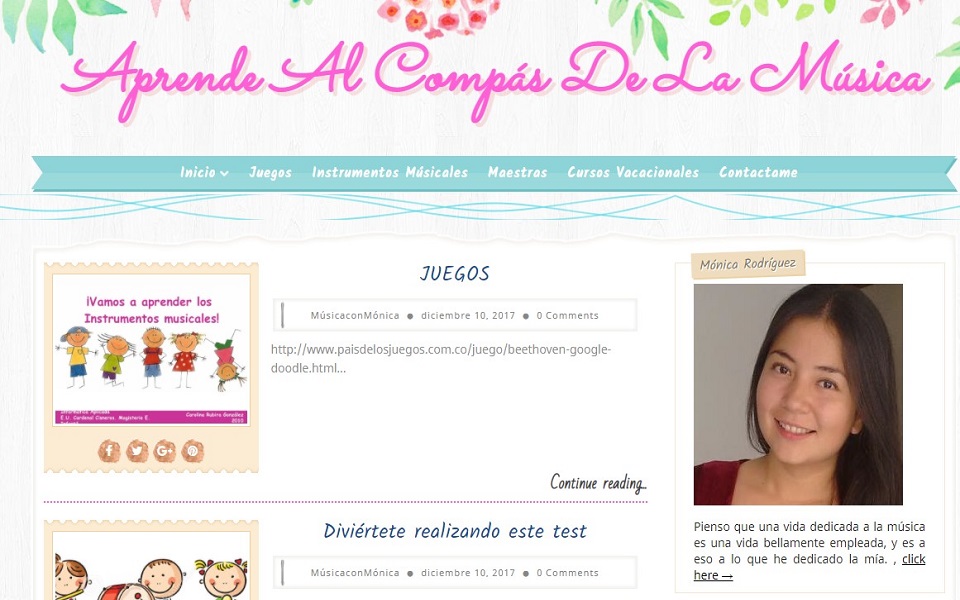 Aprende Al Compás De La Música
Inicio Juegos Instrumentos Músicales Maestras Cursos Vacacionales Contactame
¡Vamos a aprender los
Instrumentos musicales!
Informática Aplicada
E.U. Cardenal Cisneros. Magisterio E.
Carolina Rubira González
2010
JUEGOS
MúsicaconMónica ● diciembre 10, 2017 ● 0 Comments
http://www.paisdelosjuegos.com.co/juego/beethoven-google-
doodle.html...
Continue reading...
Diviértete realizando este test
MúsicaconMónica ● diciembre 10, 2017 ● 0 Comments
Mónica Rodríguez
Pienso que una vida dedicada a la música
es una vida bellamente empleada, y es a
eso a lo que he dedicado la mía. , click
here →